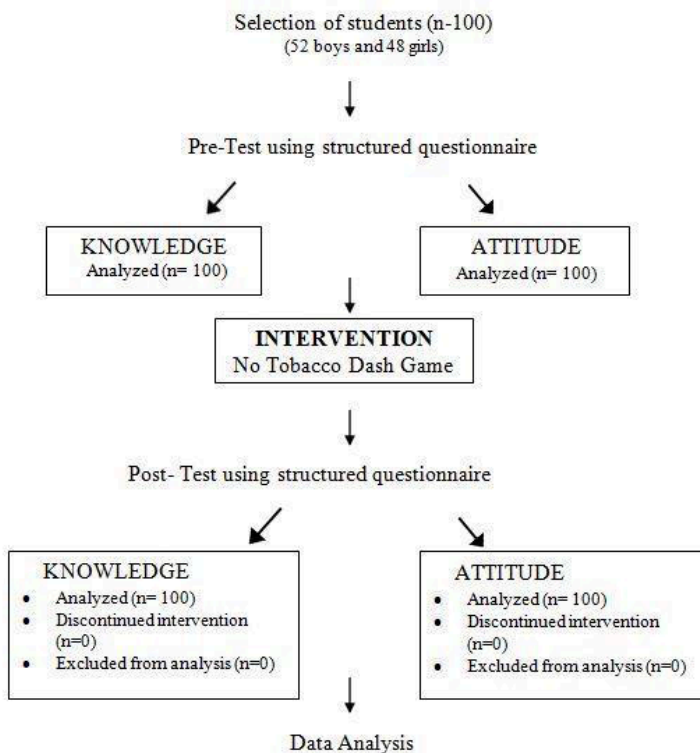 Selection of students (n-100)
(52 boys and 48 girls)
Pre-Test using structured questionnaire
KNOWLEDGE
Analyzed (n= 100)
ATTITUDE
Analyzed (n= 100)
INTERVENTION
No Tobacco Dash Game
Post- Test using structured questionnaire
KNOWLEDGE
• Analyzed (n= 100)
• Discontinued intervention
(n=0)
• Excluded from analysis (n=0)
ATTITUDE
• Analyzed (n= 100)
• Discontinued intervention
(n=0)
• Excluded from analysis (n=0)
Data Analysis